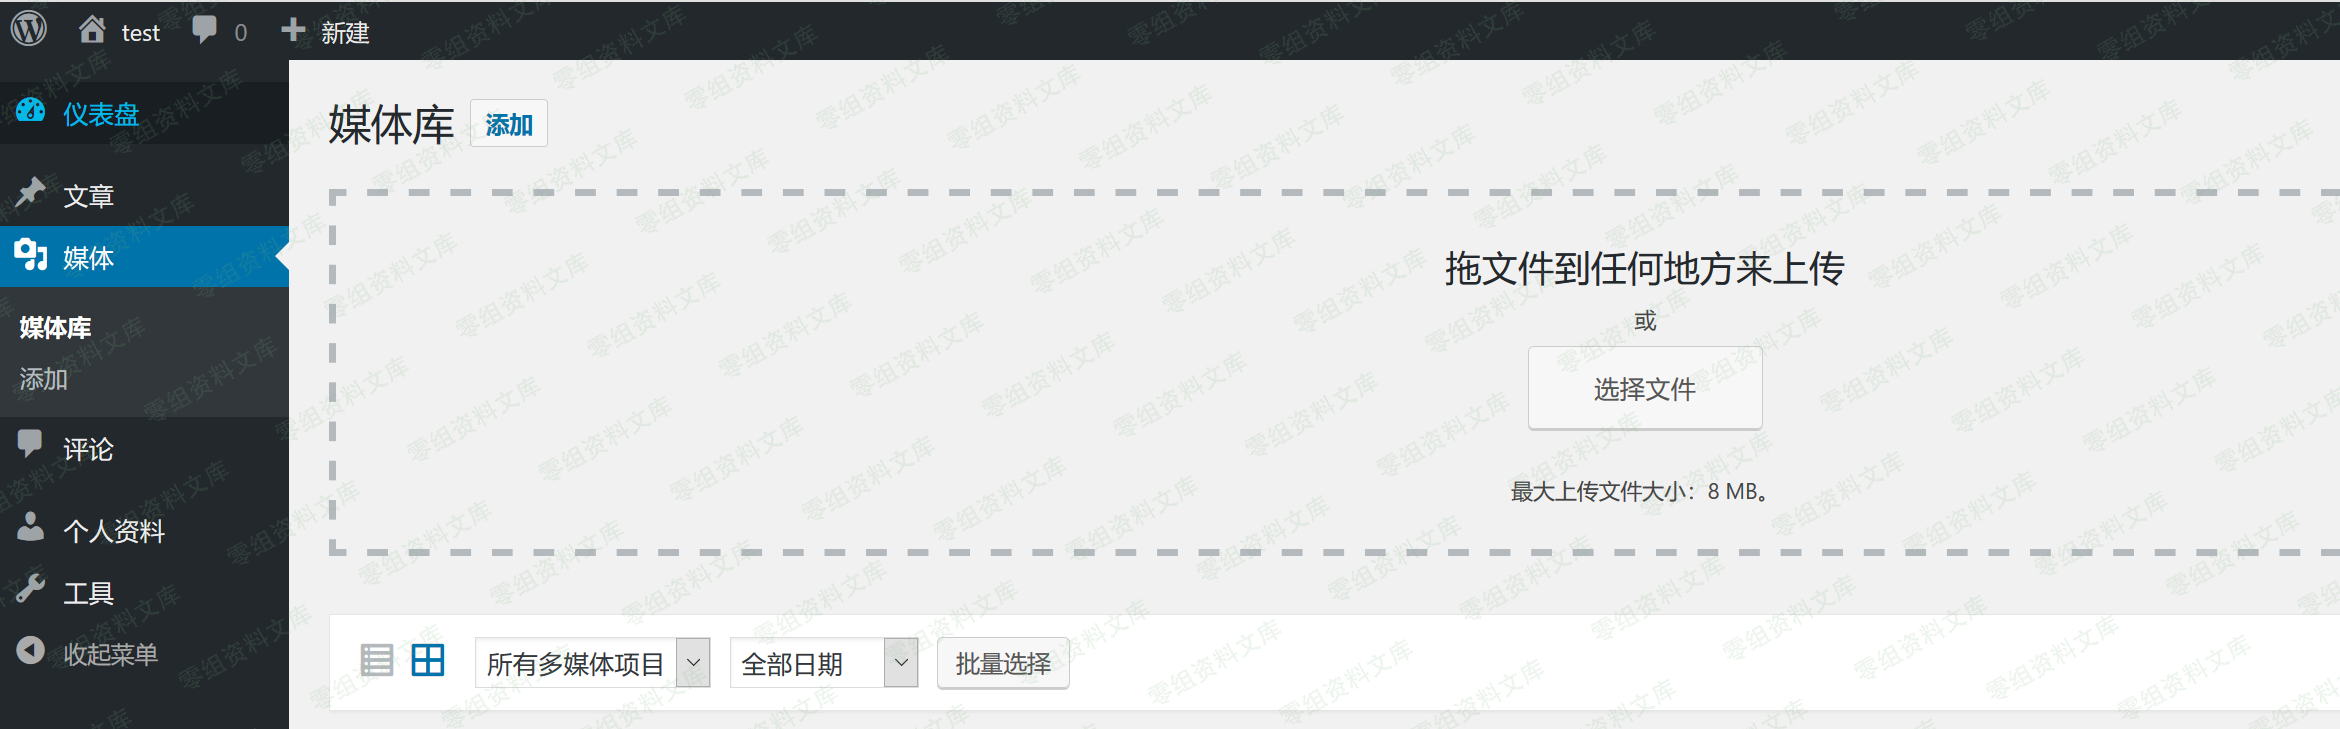 test
0
新建
仪表盘
文章
媒体
媒体库
添加
评论
个人资料
工具
收起菜单
媒体库
添加
拖文件到任何地方来上传
或
选择文件
最大上传文件大小：8 MB。
所有多媒体项目
全部日期
批量选择
零组资料文库